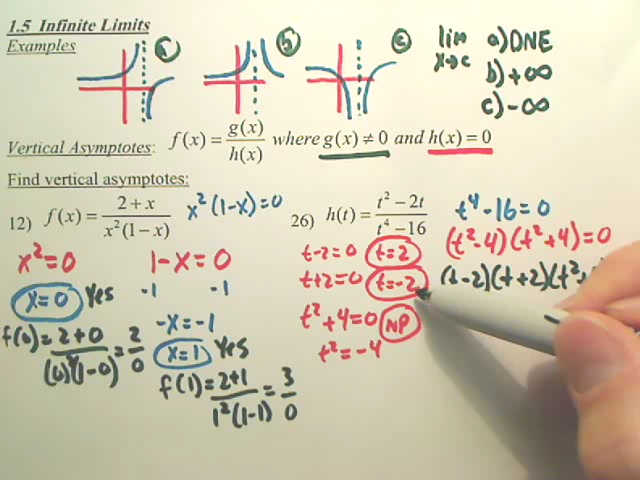 1.5 Infinite Limits
Examples
a b c
lim x→c
a) DNE
b) +∞
c) -∞
Vertical Asymptotes: f(x) = g(x)/h(x) where g(x) ≠ 0 and h(x) = 0
Find vertical asymptotes:
12) f(x) = 2 + x / x²(1 − x)
x²(1-x)=0
x²=0
1-x=0
x=0 Yes
-1 -1
-x=-1
x=1 Yes
f(0)=2+0/(0)(1-0)=2/0
f(1)=2+1/1²(1-1)=3/0
26) h(t) = t² − 2t / t⁴ − 16
t⁴-16=0
(t²-4)(t²+4)=0
(t-2)(t+2)(t²+
t-2=0 t=2
t+2=0 t=-2
t²+4=0 NP
t²=-4